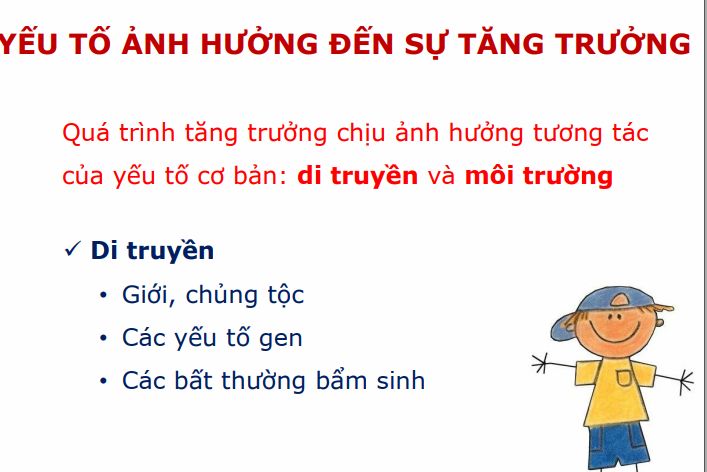 YẾU TỐ ẢNH HƯỞNG ĐẾN SỰ TĂNG TRƯỞNG
Quá trình tăng trưởng chịu ảnh hưởng tương tác
của yếu tố cơ bản: di truyền và môi trường
✓ Di truyền
• Giới, chủng tộc
• Các yếu tố gen
• Các bất thường bẩm sinh